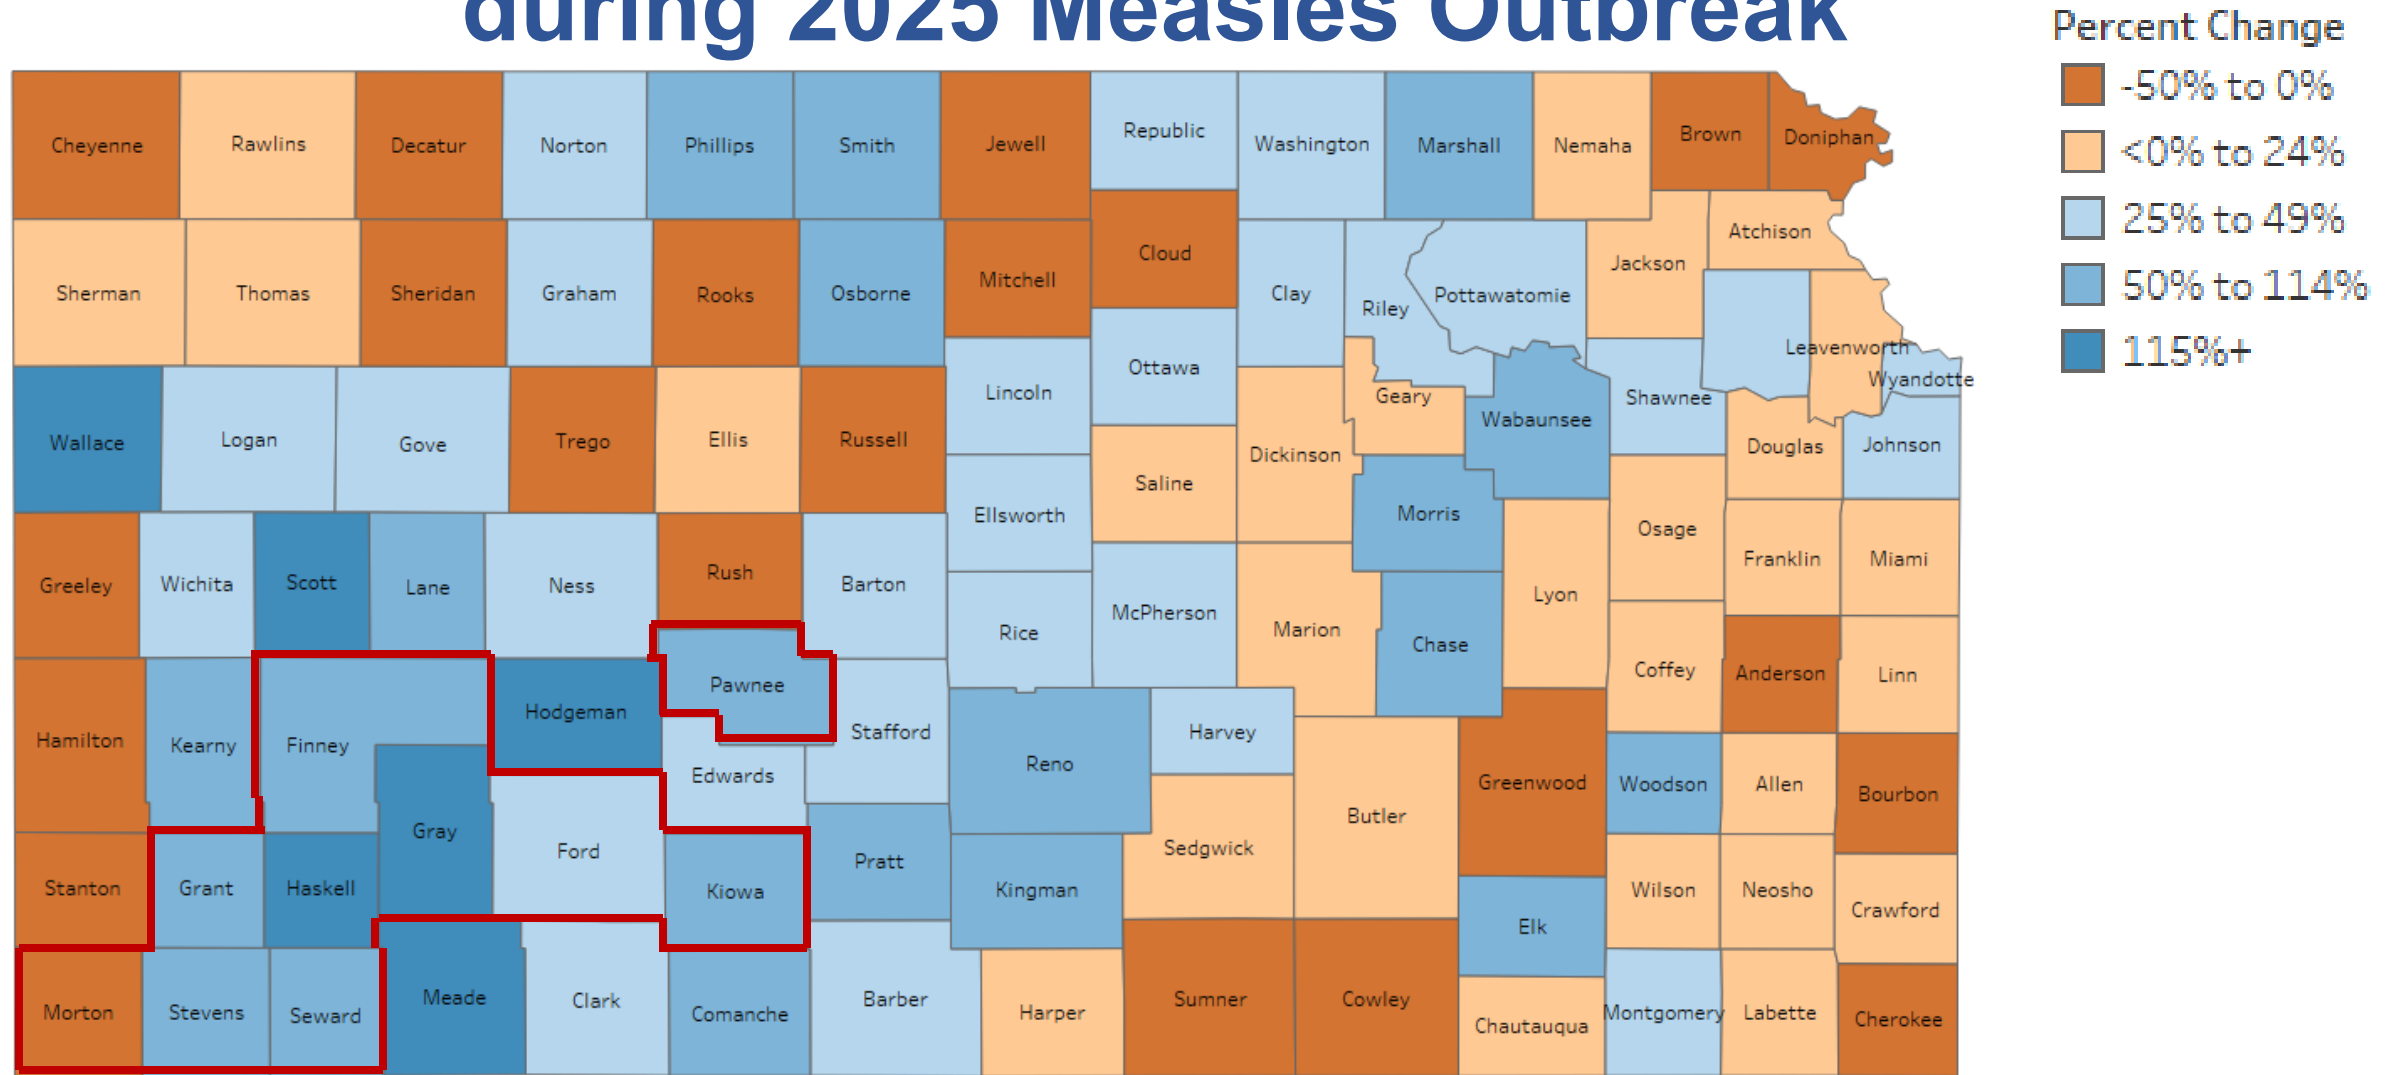 during 2025 Measles Outbreak
Percent Change
-50% to 0%
<0% to 24%
25% to 49%
50% to 114%
115%+
Cheyenne
Rawlins
Decatur
Norton
Phillips
Smith
Jewell
Republic
Washington
Marshall
Nemaha
Brown
Doniphan
Sherman
Thomas
Sheridan
Graham
Rooks
Osborne
Mitchell
Cloud
Clay
Riley
Pottawatomie
Jackson
Atchison
Leavenworth
Wyandotte
Wallace
Logan
Gove
Trego
Ellis
Russell
Lincoln
Ottawa
Dickinson
Geary
Wabaunsee
Shawnee
Douglas
Johnson
Saline
Ellsworth
Morris
Osage
Franklin
Miami
Greeley
Wichita
Scott
Lane
Ness
Rush
Barton
Rice
McPherson
Marion
Chase
Lyon
Coffey
Anderson
Linn
Hamilton
Kearny
Finney
Hodgeman
Pawnee
Edwards
Stafford
Reno
Harvey
Butler
Greenwood
Woodson
Allen
Bourbon
Gray
Ford
Pratt
Sedgwick
Stanton
Grant
Haskell
Kiowa
Kingman
Elk
Wilson
Neosho
Crawford
Morton
Stevens
Seward
Meade
Clark
Comanche
Barber
Harper
Sumner
Cowley
Chautauqua
Montgomery
Labette
Cherokee